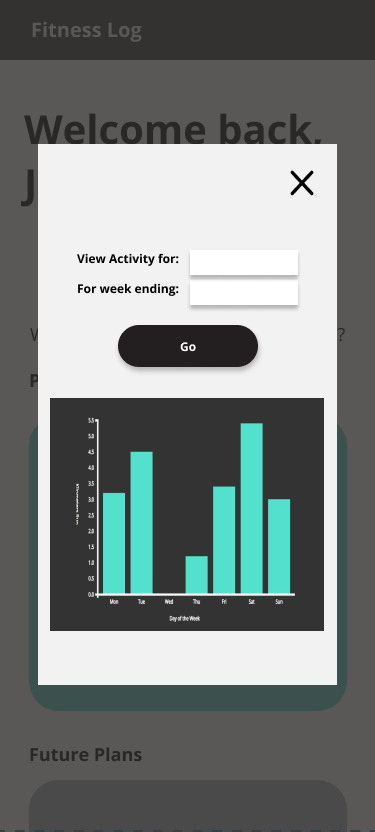 Fitness Log
Welcome back,
J
View Activity for:
For week ending:
Go
W
?
P
5.5
5.0
4.5
4.0
3.5
3.0
2.5
2.0
1.5
1.0
0.5
0.0
Mon Tue Wed Thu Fri Sat Sun
Day of the Week
Future Plans